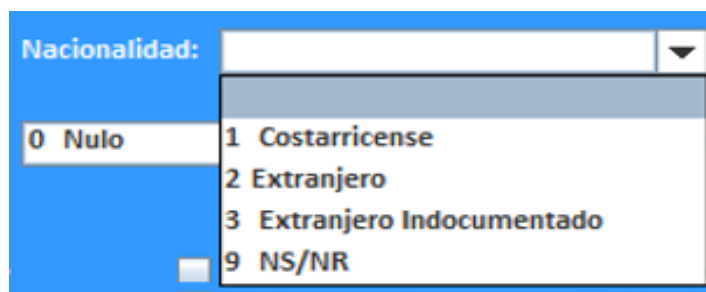 Nacionalidad:
0 Nulo
1 Costarricense
2 Extranjero
3 Extranjero Indocumentado
9 NS/NR